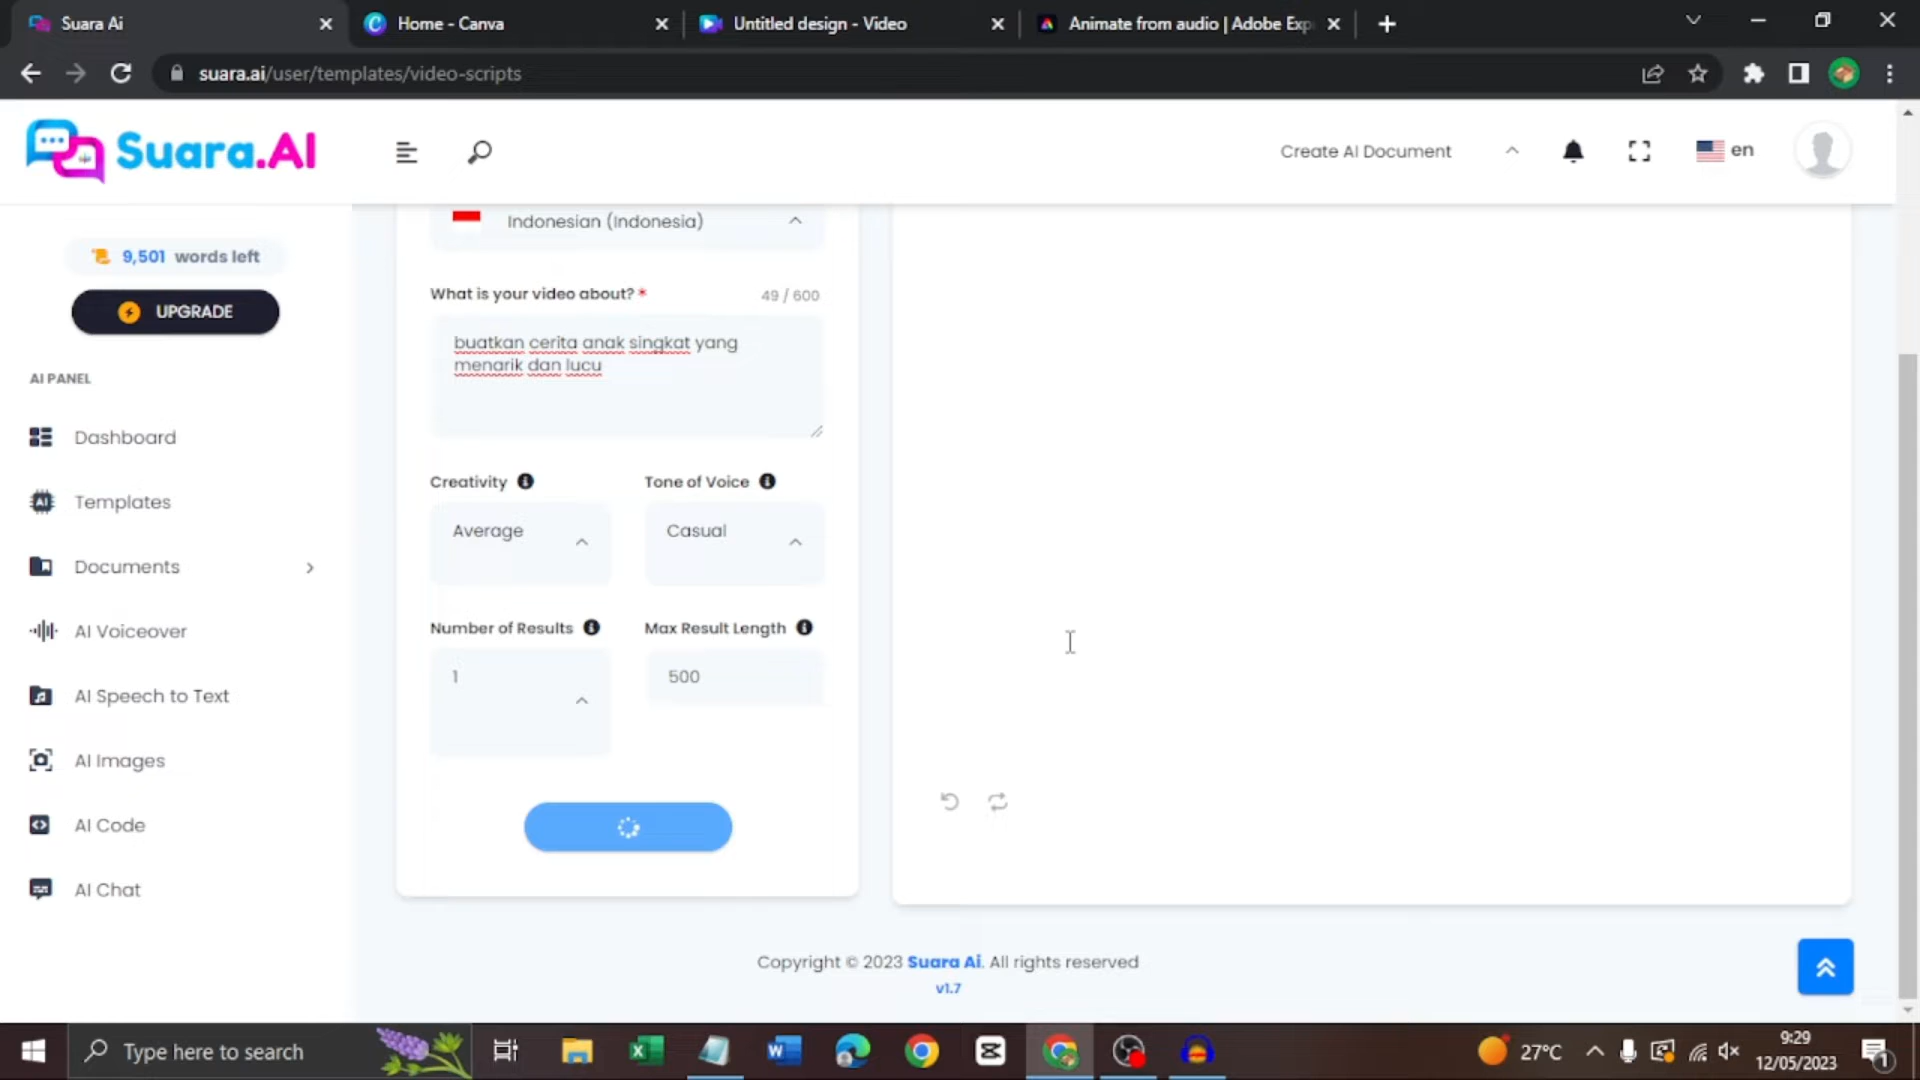 Suara Ai
Home - Canva
Untitled design - Video
Animate from audio | Adobe Exp
suara.ai/user/templates/video-scripts
Suara.AI
Create AI Document
en
9,501 words left
UPGRADE
AI PANEL
Dashboard
Templates
Documents
AI Voiceover
AI Speech to Text
AI Images
AI Code
AI Chat
Indonesian (Indonesia)
What is your video about? *
49 / 600
buatkan cerita anak singkat yang
menarik dan lucu
Creativity
Tone of Voice
Average
Casual
Number of Results
Max Result Length
1
500
Copyright © 2023 Suara Ai. All rights reserved
v1.7
Type here to search
27°C
9:29
12/05/2023
1